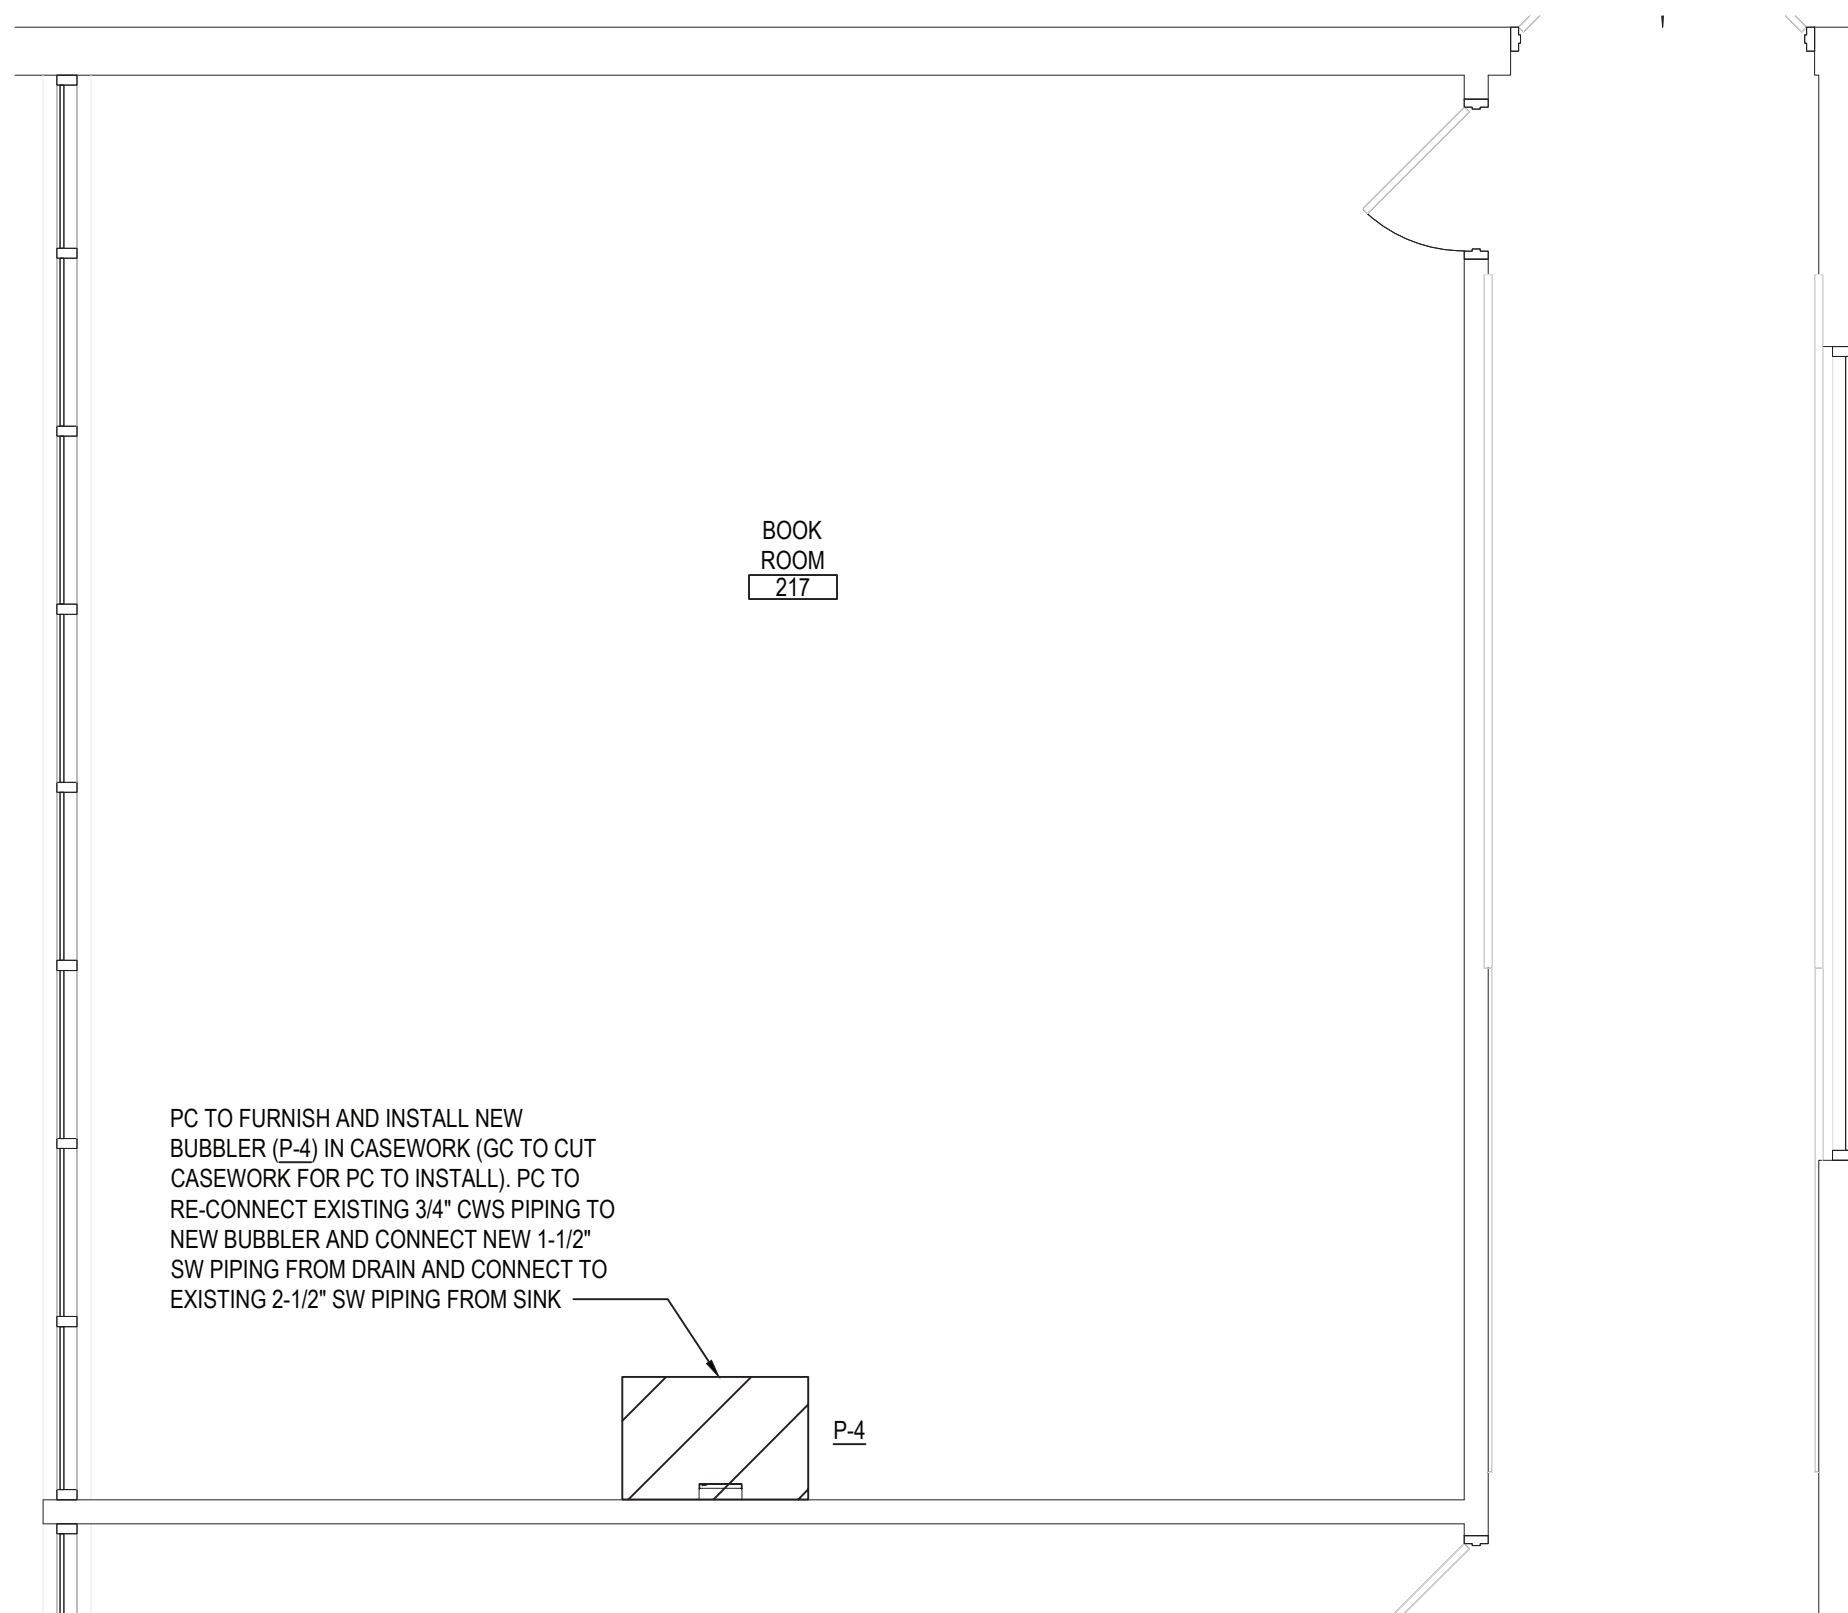 BOOK
ROOM
217
PC TO FURNISH AND INSTALL NEW
BUBBLER (P-4) IN CASEWORK (GC TO CUT
CASEWORK FOR PC TO INSTALL). PC TO
RE-CONNECT EXISTING 3/4" CWS PIPING TO
NEW BUBBLER AND CONNECT NEW 1-1/2"
SW PIPING FROM DRAIN AND CONNECT TO
EXISTING 2-1/2" SW PIPING FROM SINK
P-4